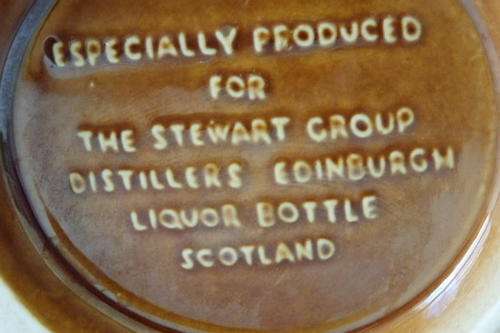 ESPECIALLY PRODUCED
FOR
THE STEWART GROUP
DISTILLERS EDINBURGH
LIQUOR BOTTLE
SCOTLAND